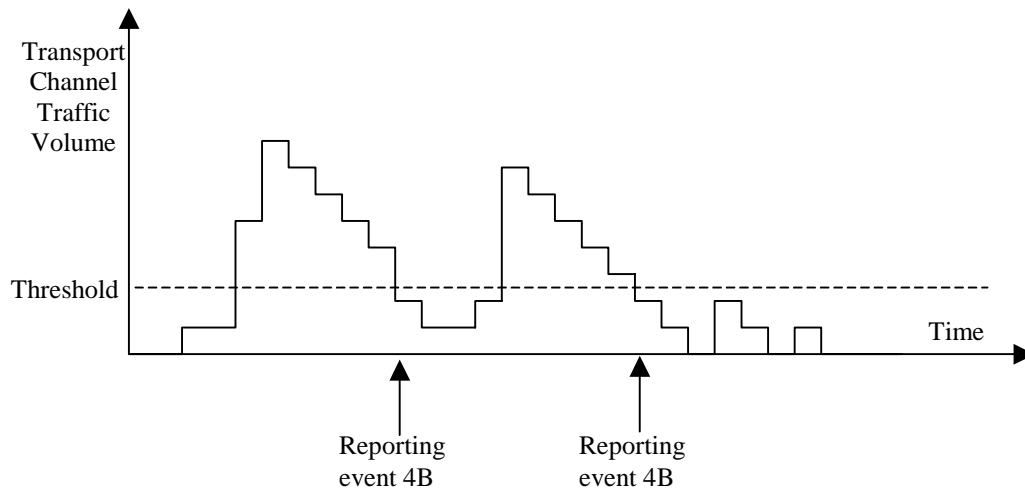 Transport
Channel
Traffic
Volume
Threshold
Time
Reporting
event 4B
Reporting
event 4B